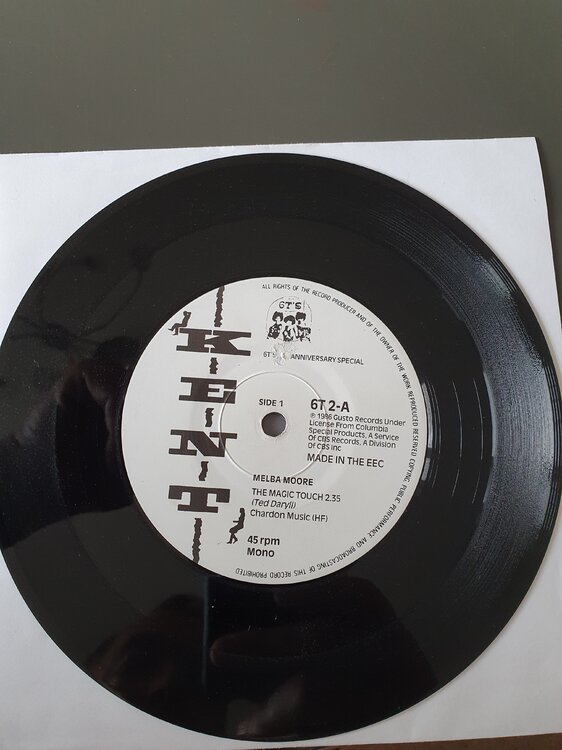 ALL RIGHTS OF THE RECORD PRODUCER AND OF THE OWNER OF THE WORK REPRODUCED RESERVED COPYING, PUBLIC PERFORMANCE AND BROADCASTING OF THIS RECORD PROHIBITED
KENT
6T'S
6T'S ANNIVERSARY SPECIAL
SIDE 1
6T 2-A
℗ 1986 Gusto Records Under
License From Columbia
Special Products, A Service
Of CBS Records, A Division
Of CBS inc
MADE IN THE EEC
MELBA MOORE
THE MAGIC TOUCH 2.35
(Ted Daryll)
Chardon Music (HF)
45 rpm
Mono